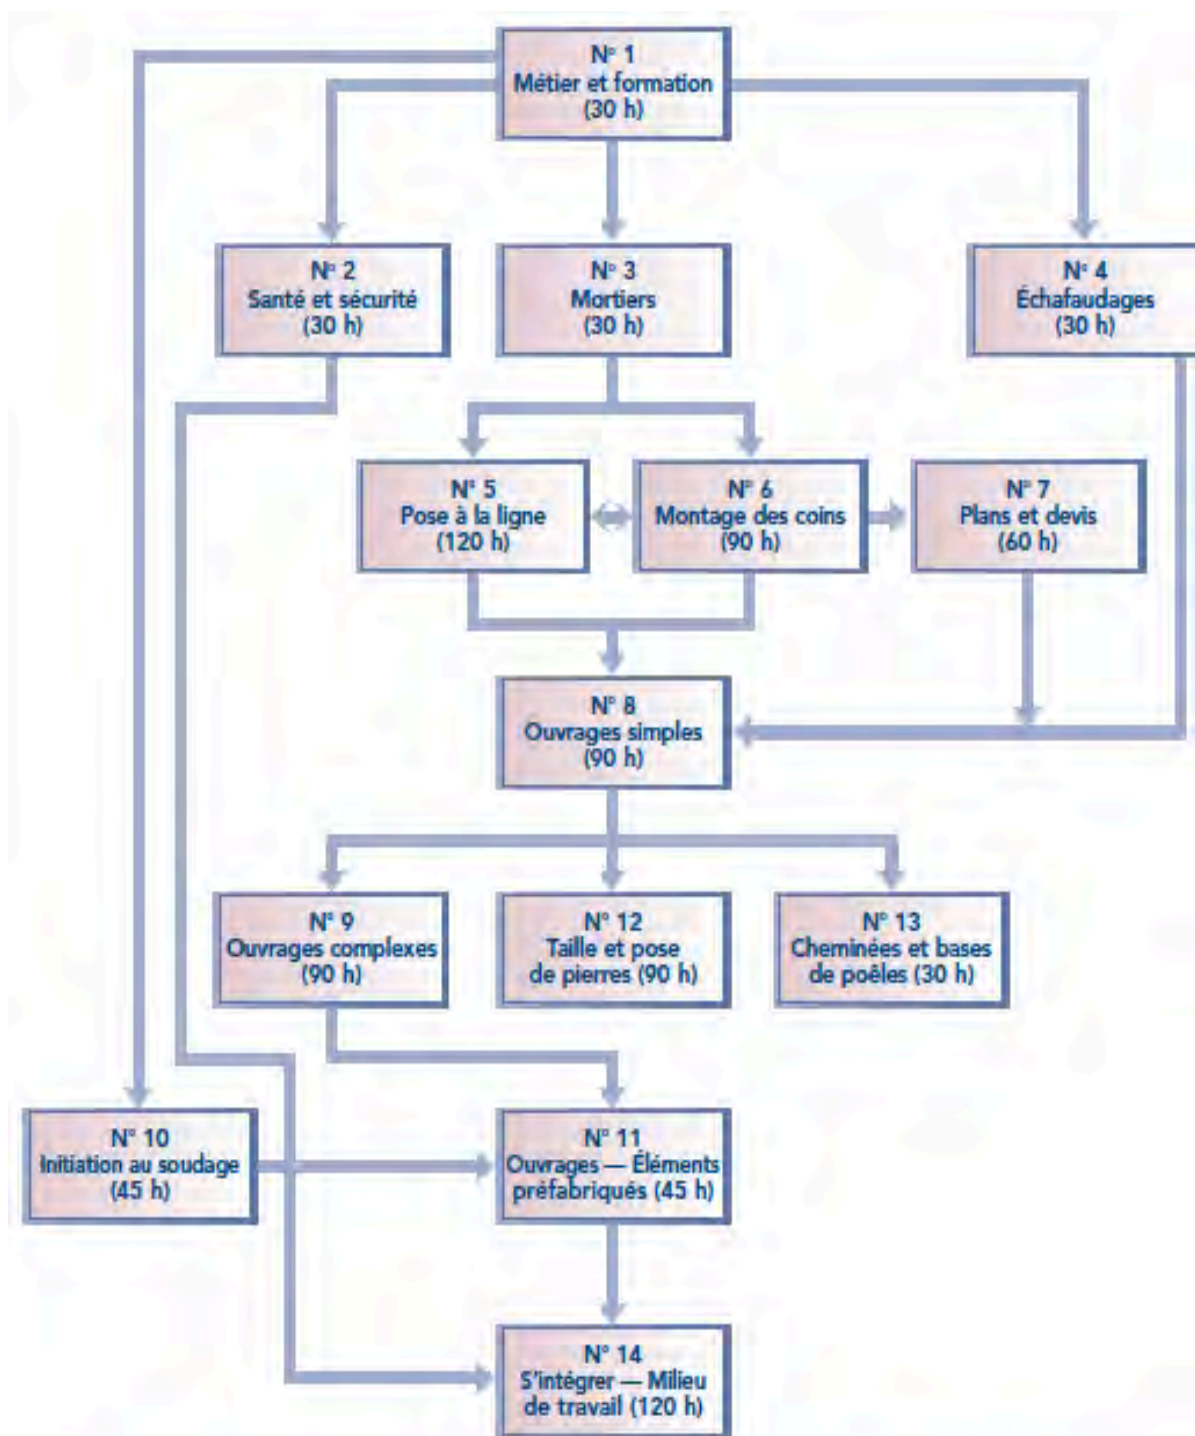 N° 1
Métier et formation
(30 h)
N° 2
Santé et sécurité
(30 h)
N° 3
Mortiers
(30 h)
N° 4
Échafaudages
(30 h)
N° 5
Pose à la ligne
(120 h)
N° 6
Montage des coins
(90 h)
N° 7
Plans et devis
(60 h)
N° 8
Ouvrages simples
(90 h)
N° 9
Ouvrages complexes
(90 h)
N° 12
Taille et pose
de pierres (90 h)
N° 13
Cheminées et bases
de poêles (30 h)
N° 10
Initiation au soudage
(45 h)
N° 11
Ouvrages — Éléments
préfabriqués (45 h)
N° 14
S'intégrer — Milieu
de travail (120 h)